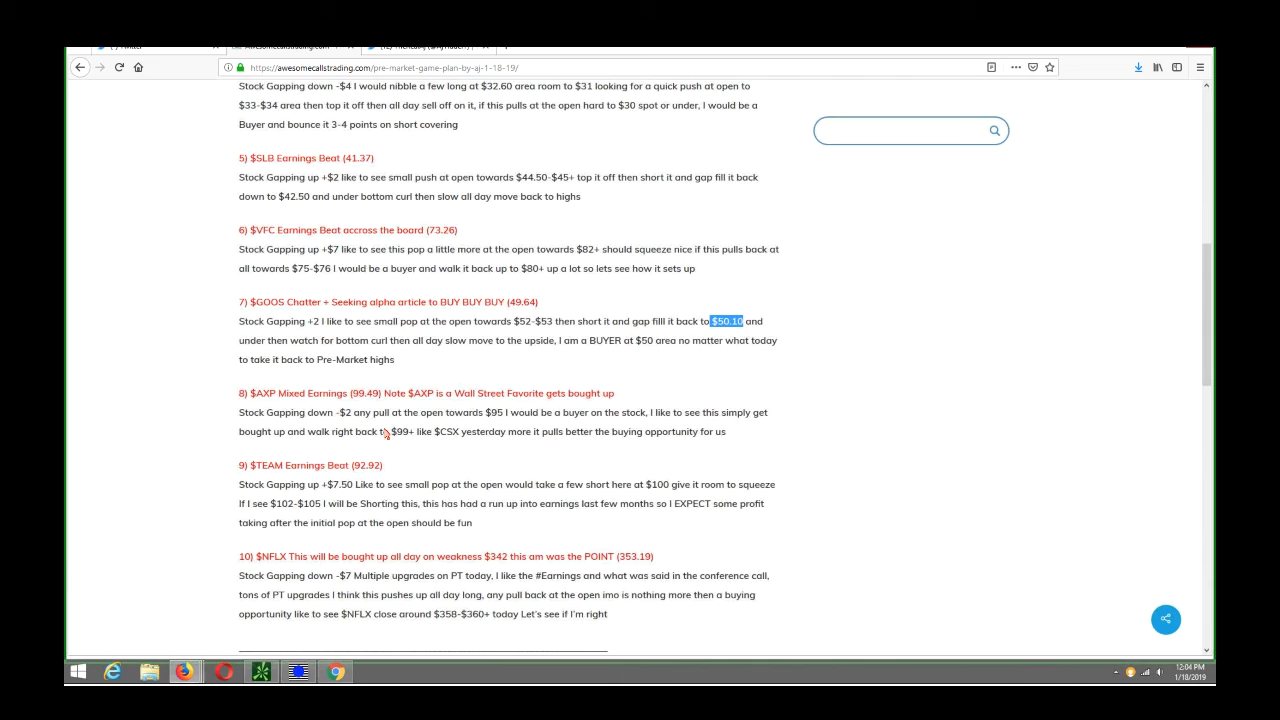 https://awesomecallstrading.com/pre-market-game-plan-by-aj-1-18-19/
Stock Gapping down -$4 I would nibble a few long at $32.60 area room to $31 looking for a quick push at open to
$33-$34 area then top it off then all day sell off on it, if this pulls at the open hard to $30 spot or under, I would be a
Buyer and bounce it 3-4 points on short covering
5) $SLB Earnings Beat (41.37)
Stock Gapping up +$2 like to see small push at open towards $44.50-$45+ top it off then short it and gap fill it back
down to $42.50 and under bottom curl then slow all day move back to highs
6) $VFC Earnings Beat accross the board (73.26)
Stock Gapping up +$7 like to see this pop a little more at the open towards $82+ should squeeze nice if this pulls back at
all towards $75-$76 I would be a buyer and walk it back up to $80+ up a lot so lets see how it sets up
7) $GOOS Chatter + Seeking alpha article to BUY BUY BUY (49.64)
Stock Gapping +2 I like to see small pop at the open towards $52-$53 then short it and gap filll it back to $50.10 and
under then watch for bottom curl then all day slow move to the upside, I am a BUYER at $50 area no matter what today
to take it back to Pre-Market highs
8) $AXP Mixed Earnings (99.49) Note $AXP is a Wall Street Favorite gets bought up
Stock Gapping down -$2 any pull at the open towards $95 I would be a buyer on the stock, I like to see this simply get
bought up and walk right back to $99+ like $CSX yesterday more it pulls better the buying opportunity for us
9) $TEAM Earnings Beat (92.92)
Stock Gapping up +$7.50 Like to see small pop at the open would take a few short here at $100 give it room to squeeze
If I see $102-$105 I will be Shorting this, this has had a run up into earnings last few months so I EXPECT some profit
taking after the initial pop at the open should be fun
10) $NFLX This will be bought up all day on weakness $342 this am was the POINT (353.19)
Stock Gapping down -$7 Multiple upgrades on PT today, I like the #Earnings and what was said in the conference call,
tons of PT upgrades I think this pushes up all day long, any pull back at the open imo is nothing more then a buying
opportunity like to see $NFLX close around $358-$360+ today Let's see if I'm right
12:04 PM
1/18/2019